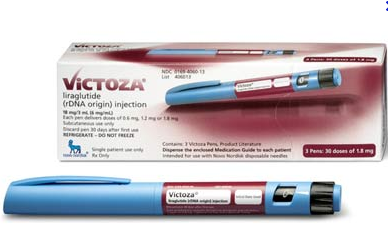 VICTOZA®
liraglutide
(rDNA origin) injection
18 mg/3 mL (6 mg/mL)
Each pen delivers doses of 0.6 mg, 1.2 mg or 1.8 mg
Subcutaneous use only
Discard pen 30 days after first use
REFRIGERATE – DO NOT FREEZE
novo nordisk®
Single patient use only
Rx Only
NDC 0169-4060-13
List 406013
Contains: 3 Victoza Pens, Product Literature
Dispense the enclosed Medication Guide to each patient
Intended for use with Novo Nordisk disposable needles
3 Pens: 30 doses of 1.8 mg
Victoza®
liraglutide (rDNA origin) injection